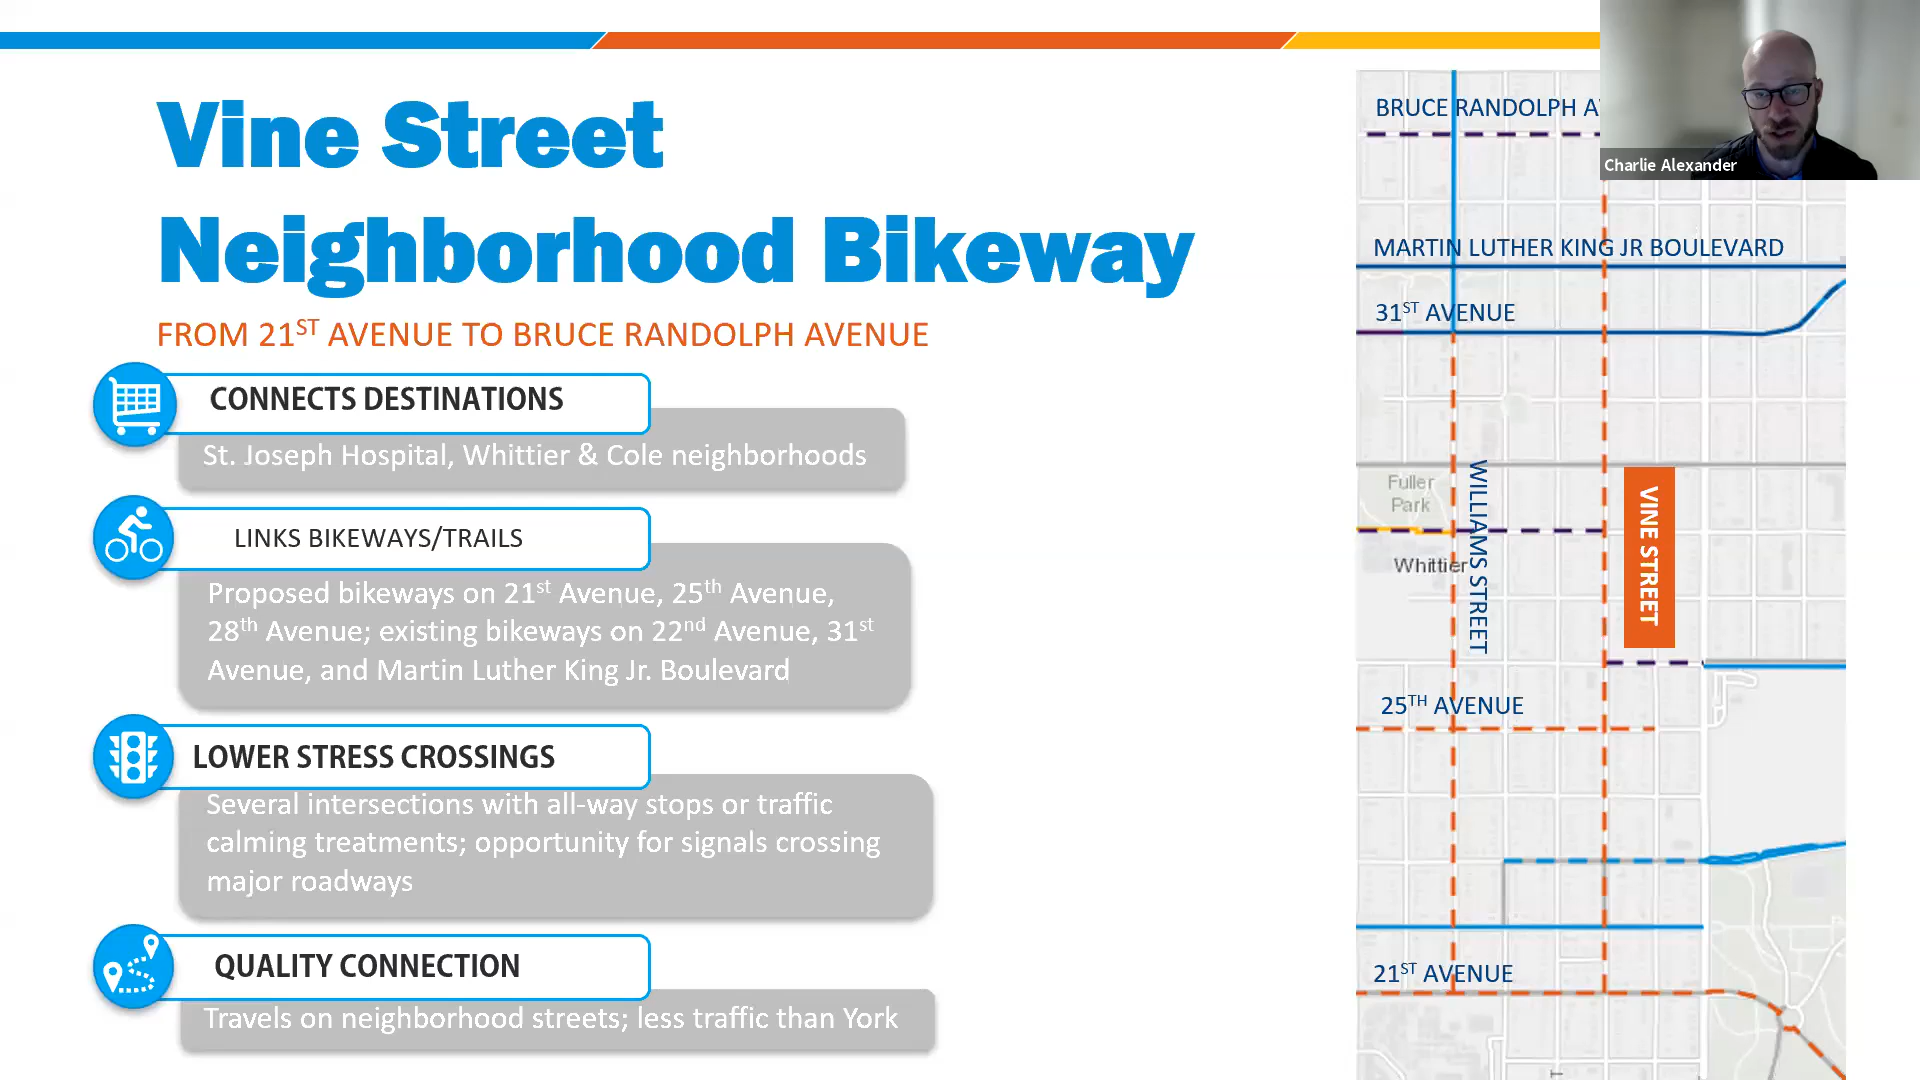 Vine Street
Neighborhood Bikeway
FROM 21ST AVENUE TO BRUCE RANDOLPH AVENUE
CONNECTS DESTINATIONS
St. Joseph Hospital, Whittier & Cole neighborhoods
LINKS BIKEWAYS/TRAILS
Proposed bikeways on 21st Avenue, 25th Avenue,
28th Avenue; existing bikeways on 22nd Avenue, 31st
Avenue, and Martin Luther King Jr. Boulevard
LOWER STRESS CROSSINGS
Several intersections with all-way stops or traffic
calming treatments; opportunity for signals crossing
major roadways
QUALITY CONNECTION
Travels on neighborhood streets; less traffic than York
BRUCE RANDOLPH A
Charlie Alexander
MARTIN LUTHER KING JR BOULEVARD
31ST AVENUE
Fuller
Park
Whittier
WILLIAMS STREET
VINE STREET
25TH AVENUE
21ST AVENUE